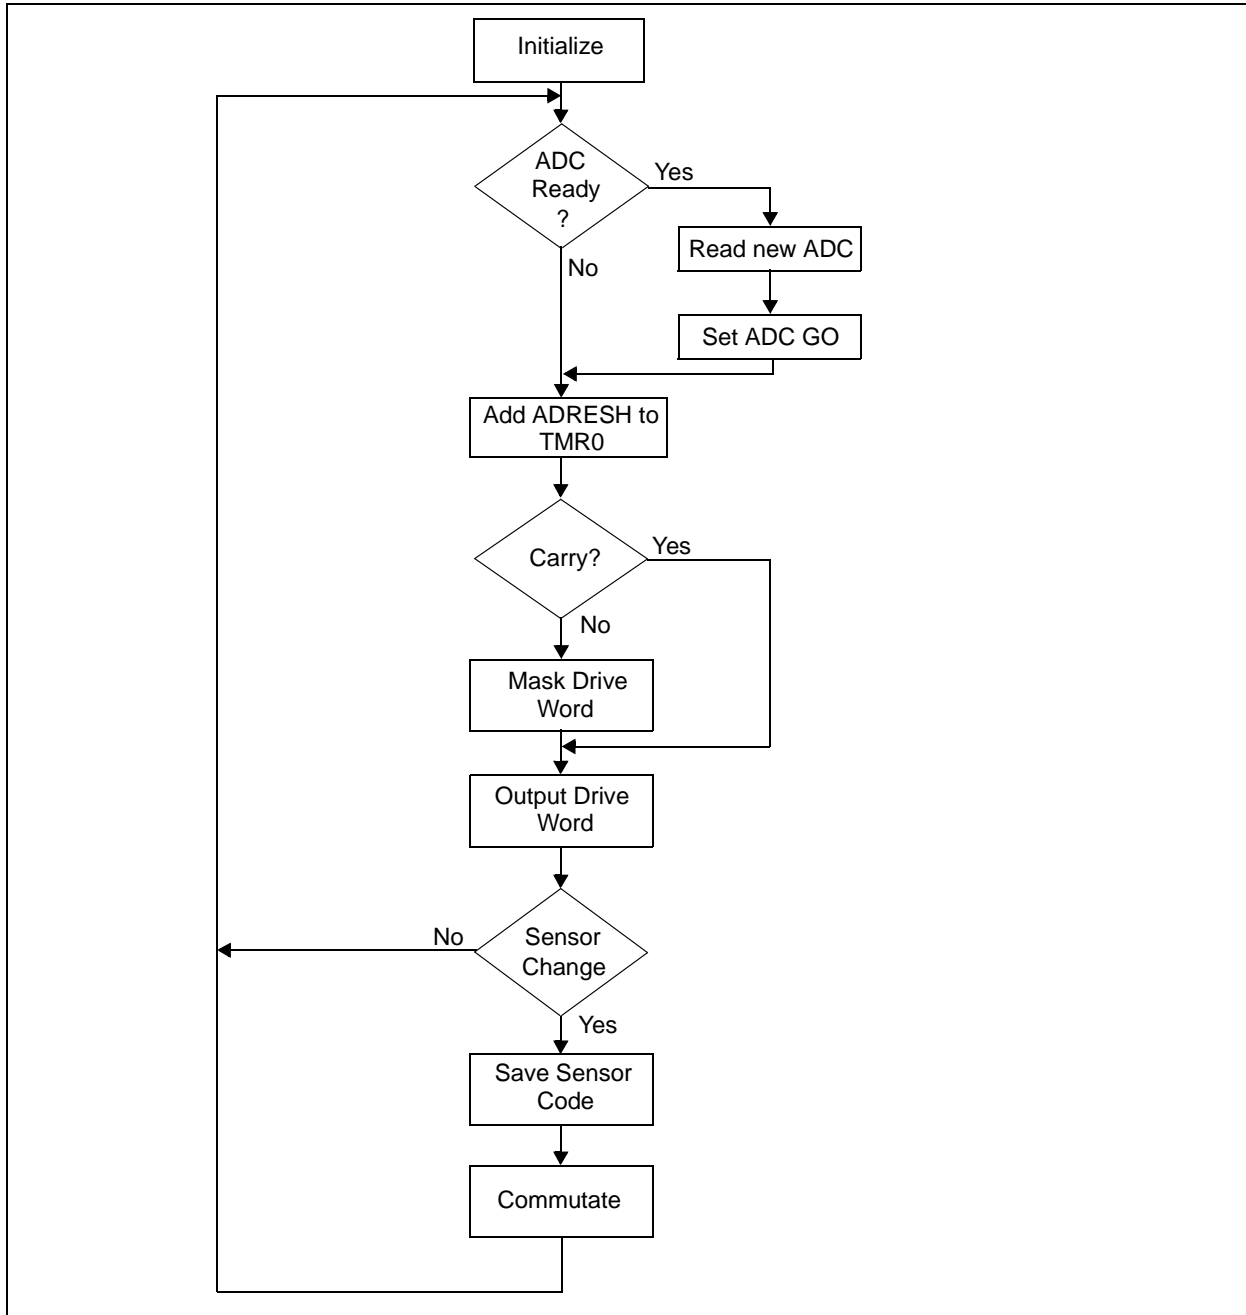 Initialize
ADC
Ready
?
Yes
No
Read new ADC
Set ADC GO
Add ADRESH to
TMR0
Carry?
Yes
No
Mask Drive
Word
Output Drive
Word
Sensor
Change
No
Yes
Save Sensor
Code
Commutate